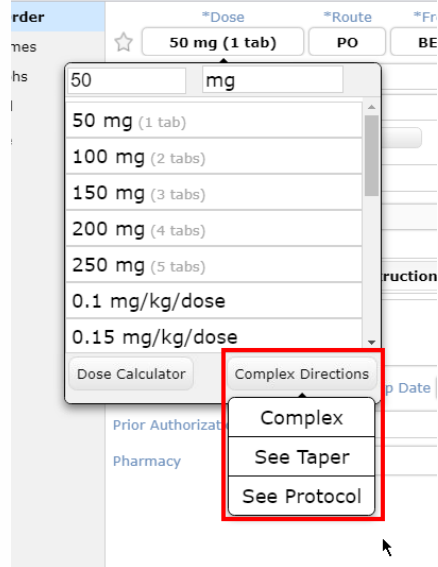 rder
*Dose
*Route
*Fr
mes
50 mg (1 tab)
PO
BE
hs
50
mg
50 mg (1 tab)
100 mg (2 tabs)
150 mg (3 tabs)
200 mg (4 tabs)
250 mg (5 tabs)
ruction
0.1 mg/kg/dose
0.15 mg/kg/dose
Dose Calculator
Complex Directions
p Date
Prior Authorizat
Complex
Pharmacy
See Taper
See Protocol